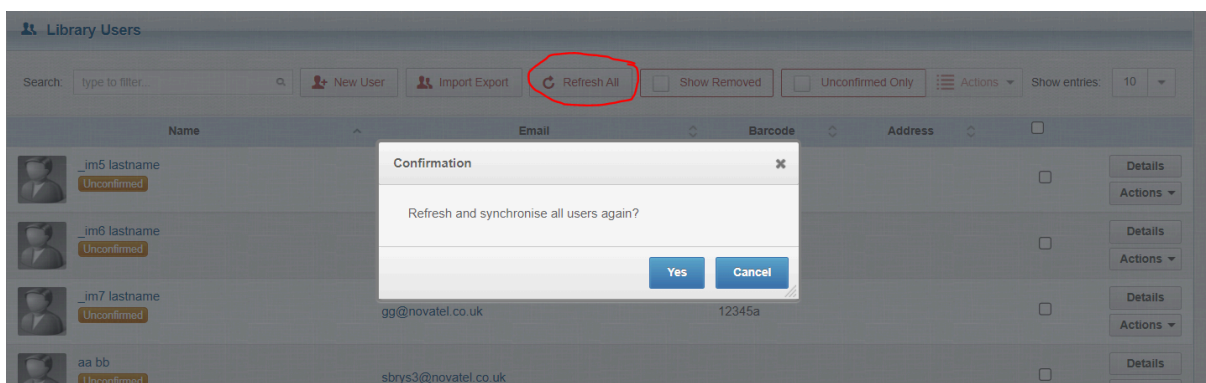 Library Users
Search: type to filter... New User Import Export Refresh All Show Removed Unconfirmed Only Actions Show entries: 10
Name Email Barcode Address
_im5 lastname
Unconfirmed
Details
Actions
_im6 lastname
Unconfirmed
Details
Actions
_im7 lastname
Unconfirmed
gg@novatel.co.uk 12345a
Details
Actions
aa bb
Unconfirmed
sbrys3@novatel.co.uk
Details
Confirmation
Refresh and synchronise all users again?
Yes Cancel